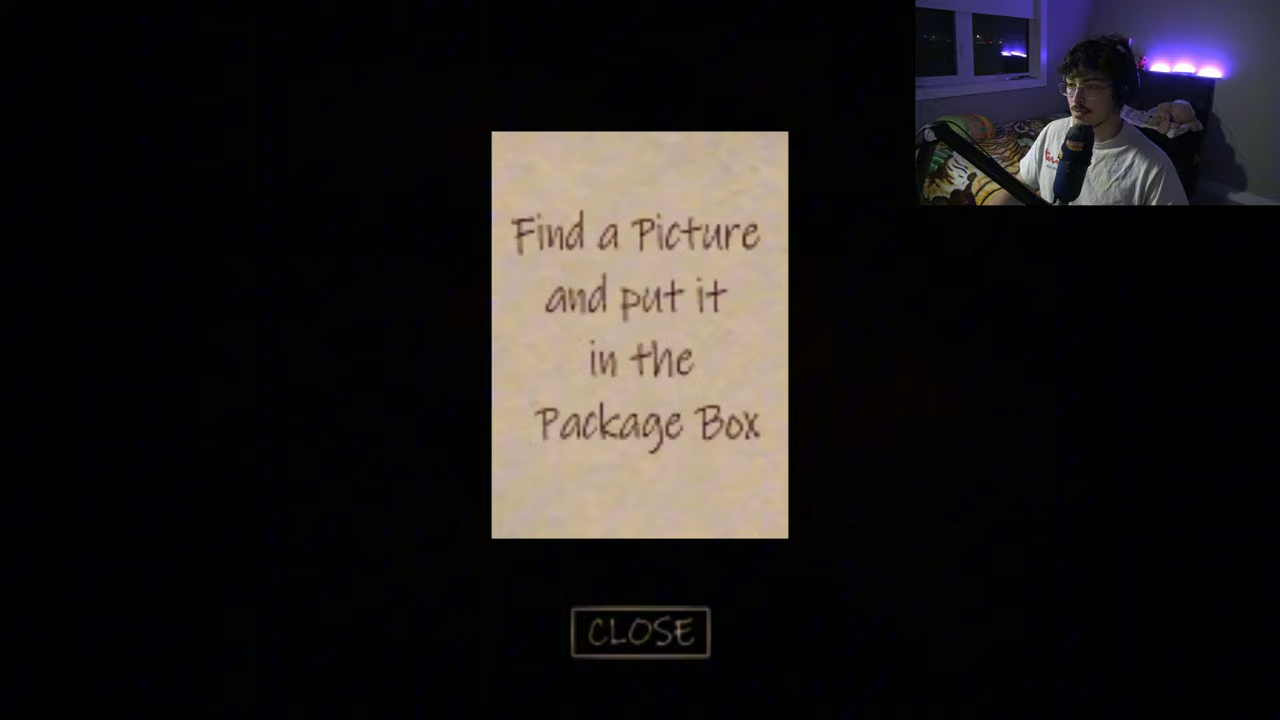 Find a Picture
and put it
in the
Package Box
CLOSE